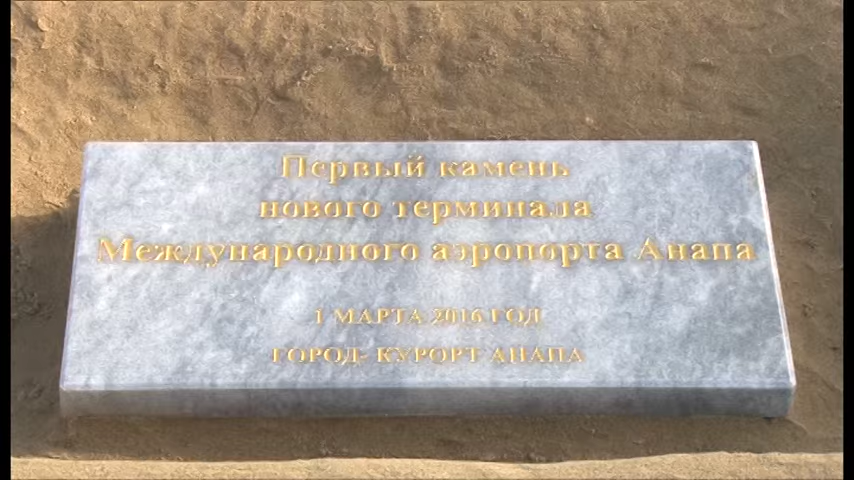 Первый камень
нового терминала
Международного аэропорта Анапа
1 МАРТА 2016 ГОД
ГОРОД- КУРОРТ АНАПА